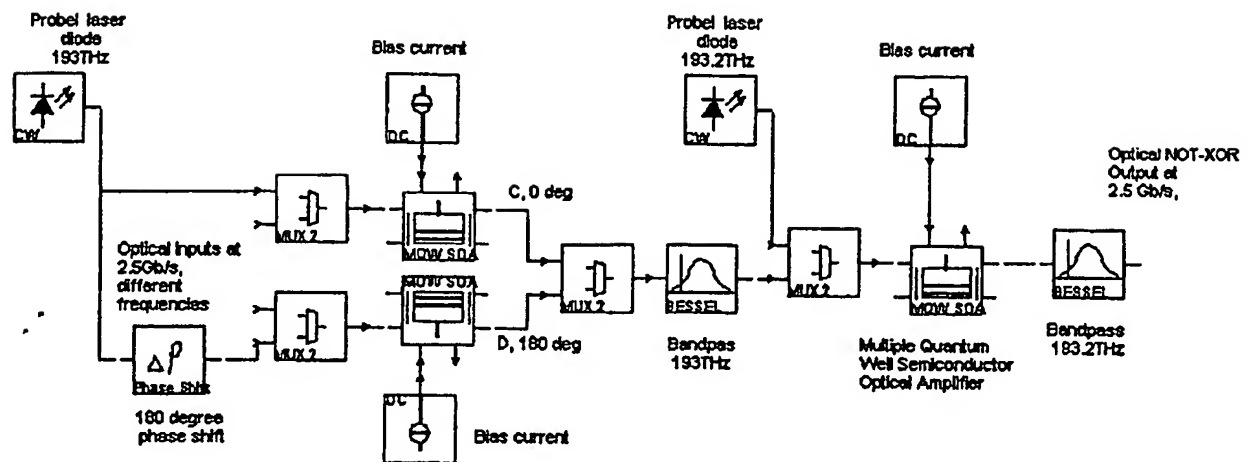 Probel laser
diode
193THz
CW
Bias current
DC
MUX 2
MQW SOA
C, 0 deg
Optical inputs at
2.5Gb/s,
different
frequencies
MUX 2
MQW SOA
D, 180 deg
Phase Shift
180 degree
phase shift
DC
Bias current
MUX 2
BESSEL
Bandpas
193THz
Probel laser
diode
193.2THz
CW
Bias current
DC
MUX 2
MQW SOA
Multiple Quantum
Well Semiconductor
Optical Amplifier
BESSEL
Bandpass
193.2THz
Optical NOT-XOR
Output at
2.5 Gb/s,